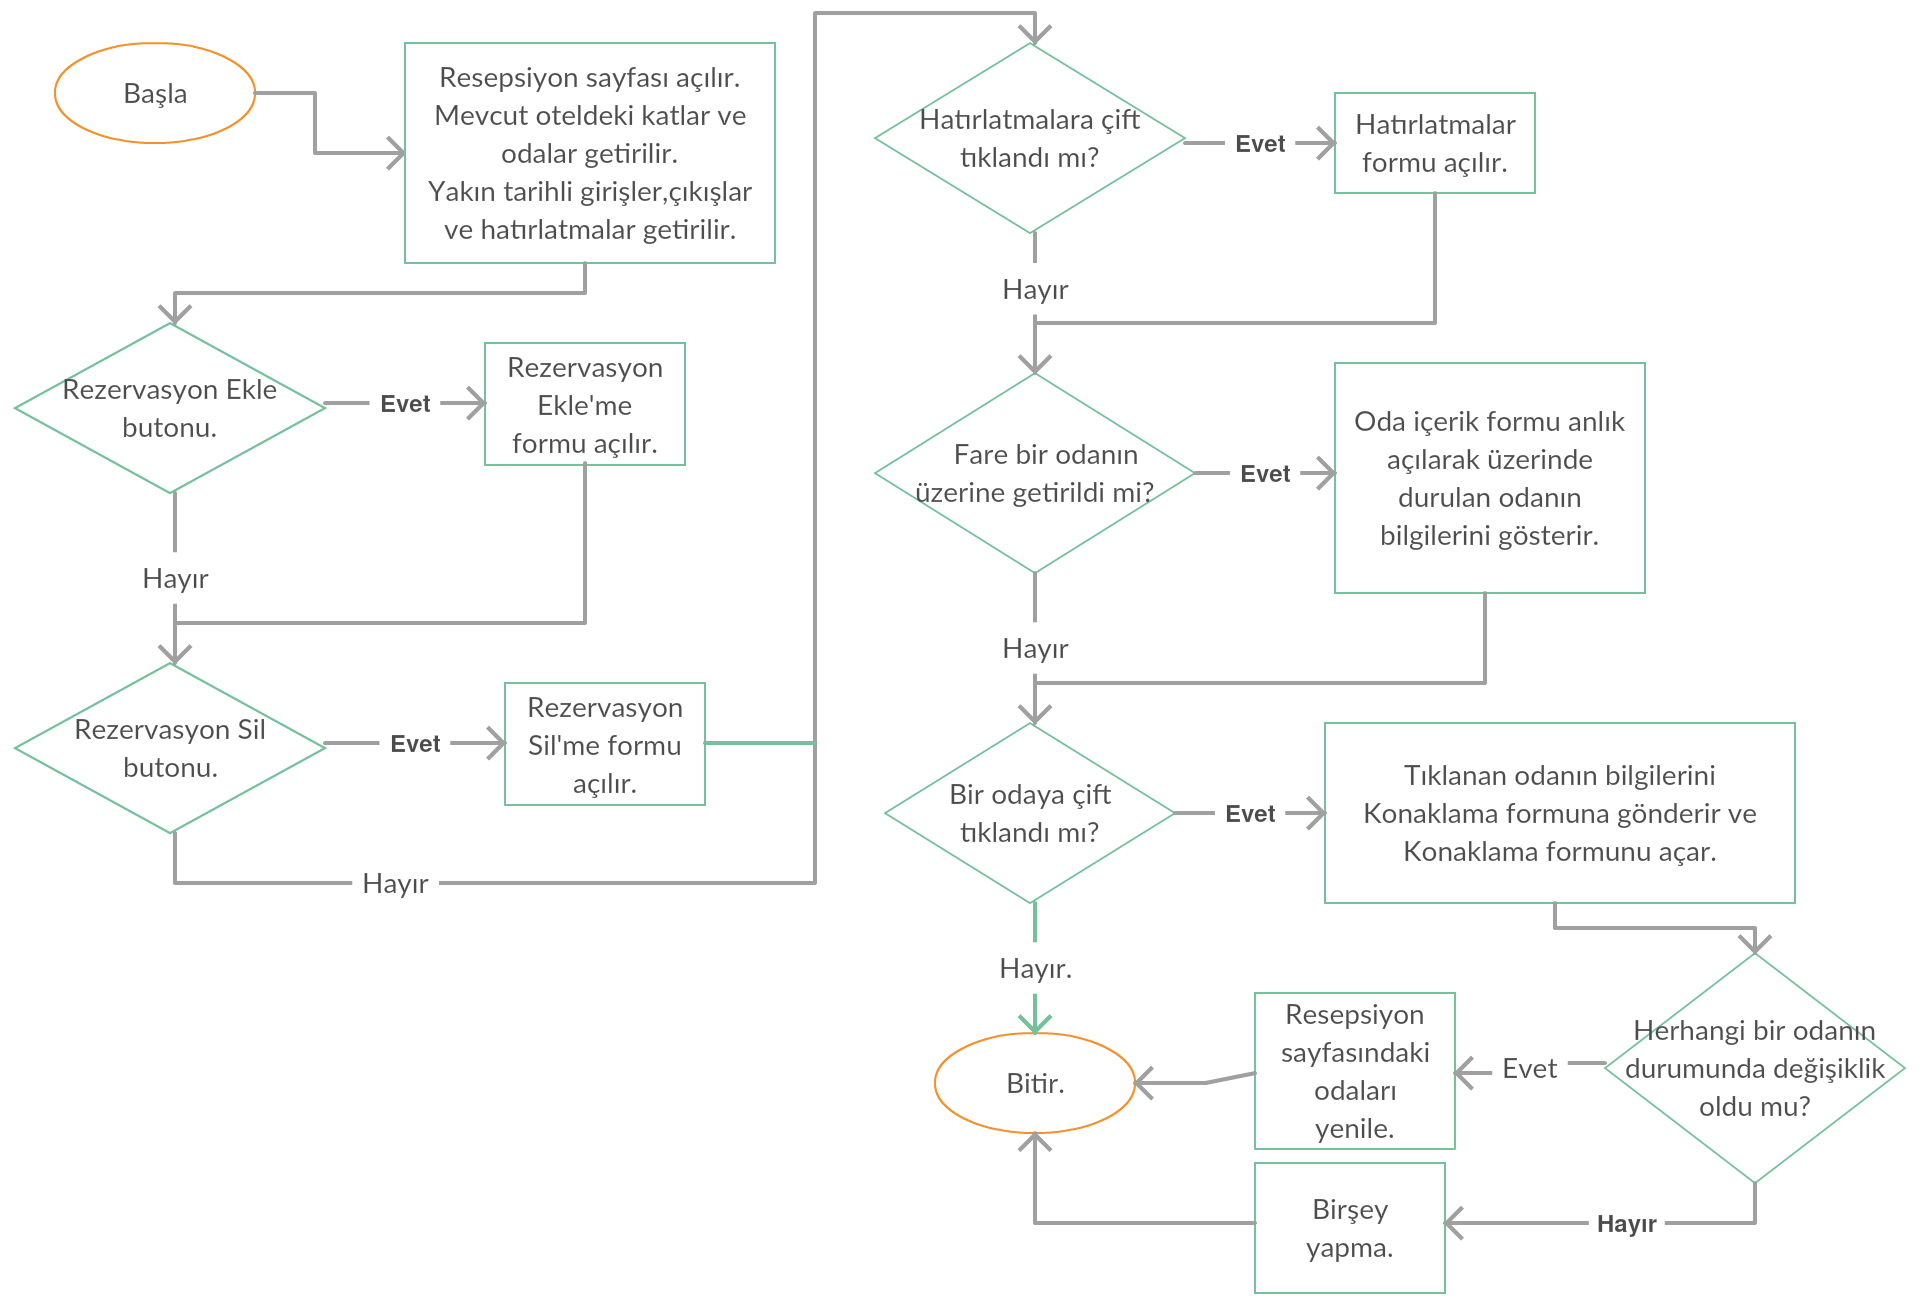 Başla
Resepsiyon sayfası açılır.
Mevcut oteldeki katlar ve
odalar getirilir.
Yakın tarihli girişler,çıkışlar
ve hatırlatmalar getirilir.
Rezervasyon Ekle
butonu.
Evet
Rezervasyon
Ekle'me
formu açılır.
Hayır
Rezervasyon Sil
butonu.
Evet
Rezervasyon
Sil'me formu
açılır.
Hayır
Hatırlatmalara çift
tıklandı mı?
Evet
Hatırlatmalar
formu açılır.
Hayır
Fare bir odanın
üzerine getirildi mi?
Evet
Oda içerik formu anlık
açılarak üzerinde
durulan odanın
bilgilerini gösterir.
Hayır
Bir odaya çift
tıklandı mı?
Evet
Tıklanan odanın bilgilerini
Konaklama formuna gönderir ve
Konaklama formunu açar.
Hayır.
Herhangi bir odanın
durumunda değişiklik
oldu mu?
Evet
Resepsiyon
sayfasındaki
odaları
yenile.
Bitir.
Hayır
Birşey
yapma.